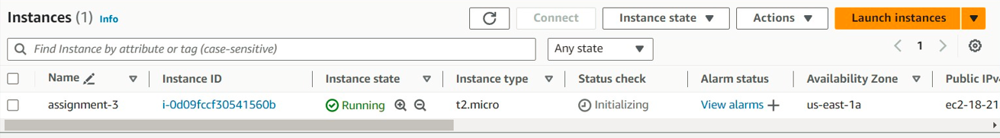 Instances (1) Info Connect Instance state Actions Launch instances
Find Instance by attribute or tag (case-sensitive) Any state 1
Name Instance ID Instance state Instance type Status check Alarm status Availability Zone Public IPv
assignment-3 i-0d09fccf30541560b Running t2.micro Initializing View alarms + us-east-1a ec2-18-21